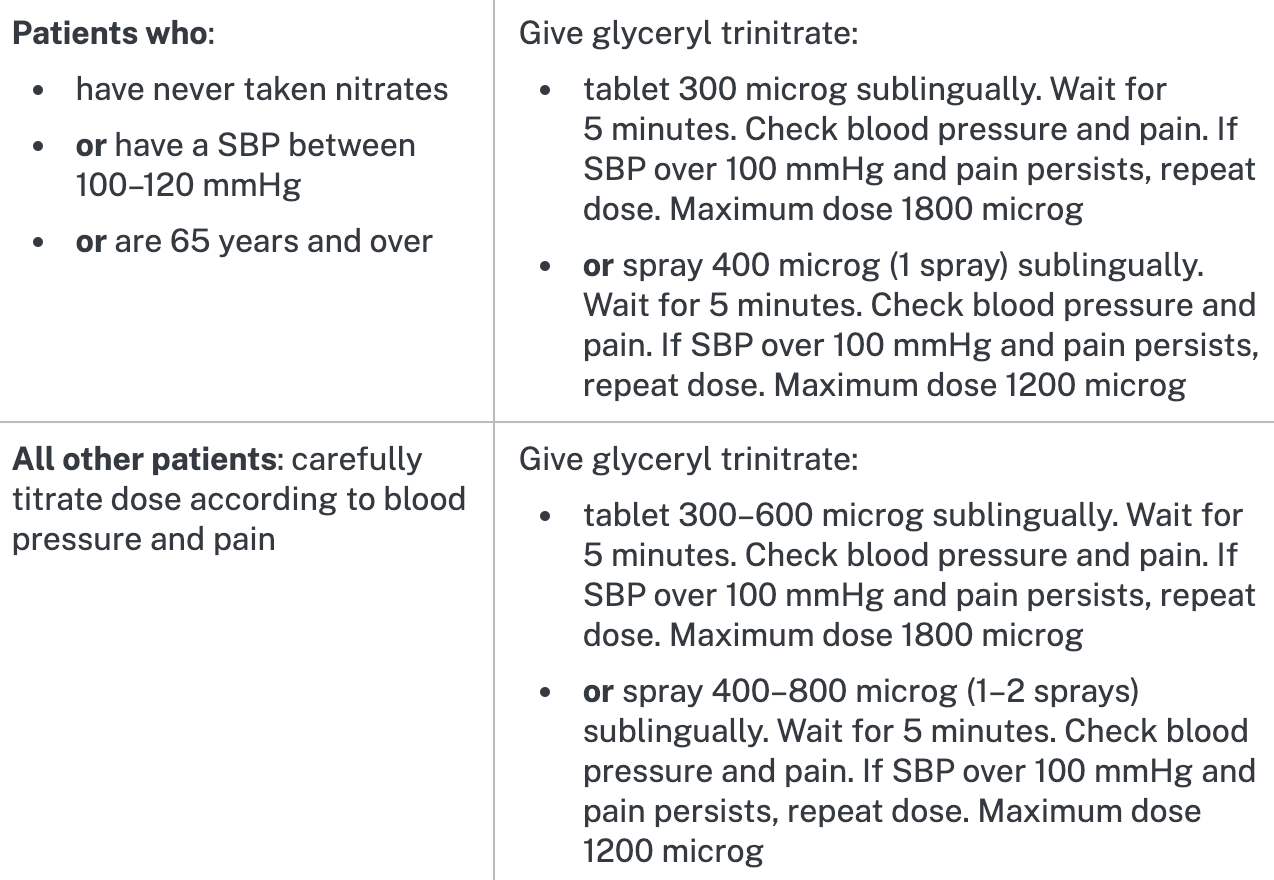 Patients who:
• have never taken nitrates
• or have a SBP between
100–120 mmHg
• or are 65 years and over
Give glyceryl trinitrate:
• tablet 300 microg sublingually. Wait for
5 minutes. Check blood pressure and pain. If
SBP over 100 mmHg and pain persists, repeat
dose. Maximum dose 1800 microg
• or spray 400 microg (1 spray) sublingually.
Wait for 5 minutes. Check blood pressure and
pain. If SBP over 100 mmHg and pain persists,
repeat dose. Maximum dose 1200 microg
All other patients: carefully
titrate dose according to blood
pressure and pain
Give glyceryl trinitrate:
• tablet 300–600 microg sublingually. Wait for
5 minutes. Check blood pressure and pain. If
SBP over 100 mmHg and pain persists, repeat
dose. Maximum dose 1800 microg
• or spray 400–800 microg (1–2 sprays)
sublingually. Wait for 5 minutes. Check blood
pressure and pain. If SBP over 100 mmHg and
pain persists, repeat dose. Maximum dose
1200 microg